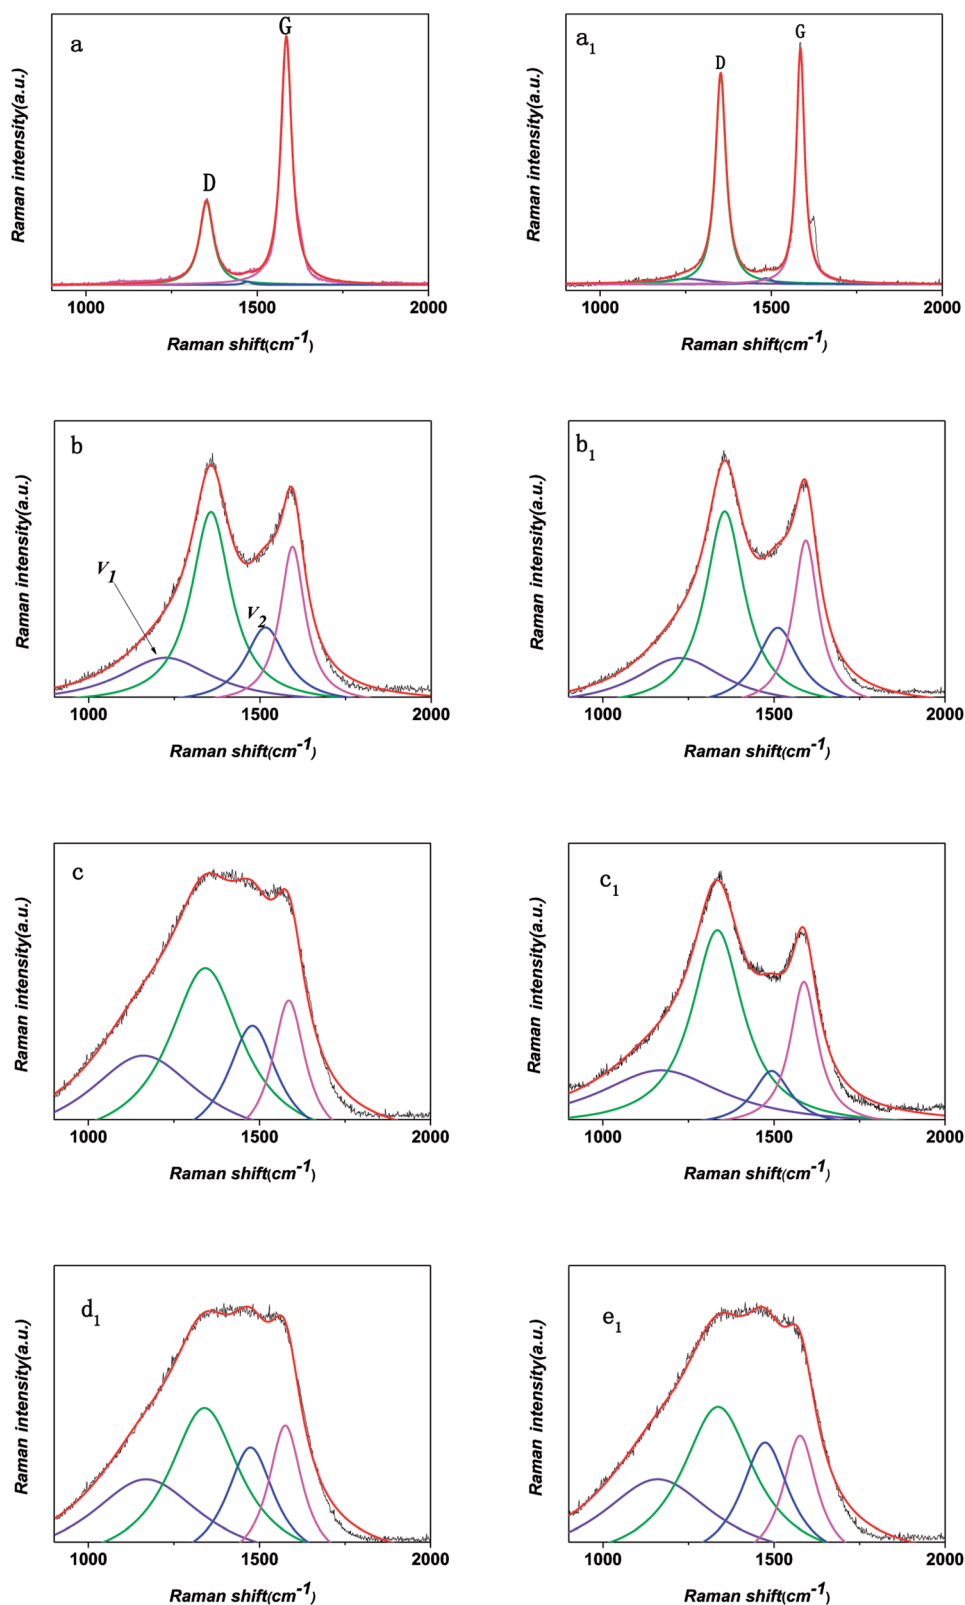 a
G
D
Raman intensity(a.u.)
1000 1500 2000
Raman shift(cm-1)
a1
D
G
Raman intensity(a.u.)
1000 1500 2000
Raman shift(cm-1)
b
V1
V2
Raman intensity(a.u.)
1000 1500 2000
Raman shift(cm-1)
b1
Raman intensity(a.u.)
1000 1500 2000
Raman shift(cm-1)
c
Raman intensity(a.u.)
1000 1500 2000
Raman shift(cm-1)
c1
Raman intensity(a.u.)
1000 1500 2000
Raman shift(cm-1)
d1
Raman intensity(a.u.)
1000 1500 2000
Raman shift(cm-1)
e1
Raman intensity(a.u.)
1000 1500 2000
Raman shift(cm-1)